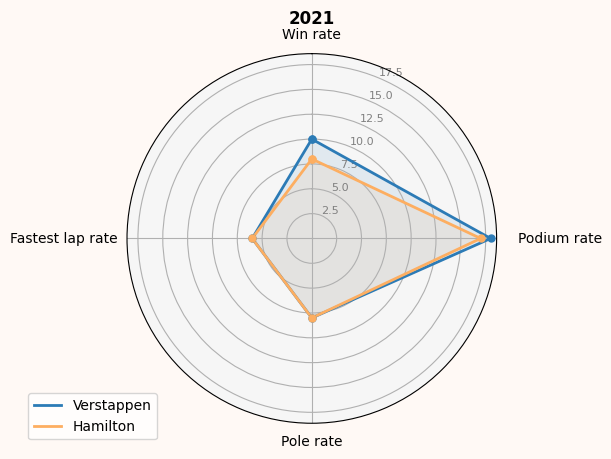 2021
Win rate
17.5
15.0
12.5
10.0
7.5
5.0
2.5
Fastest lap rate
Podium rate
Verstappen
Hamilton
Pole rate